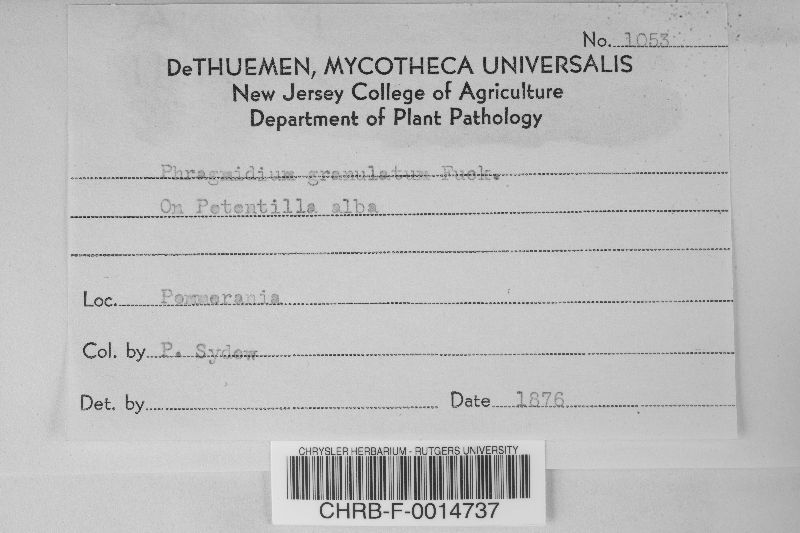 No. 1053
DeTHUEMEN, MYCOTHECA UNIVERSALIS
New Jersey College of Agriculture
Department of Plant Pathology
Phragmidium granulatum Fuck.
On Potentilla alba
Loc. Pommerania
Col. by P. Sydow
Det. by
Date 1876
CHRYSLER HERBARIUM - RUTGERS UNIVERSITY
CHRB-F-0014737